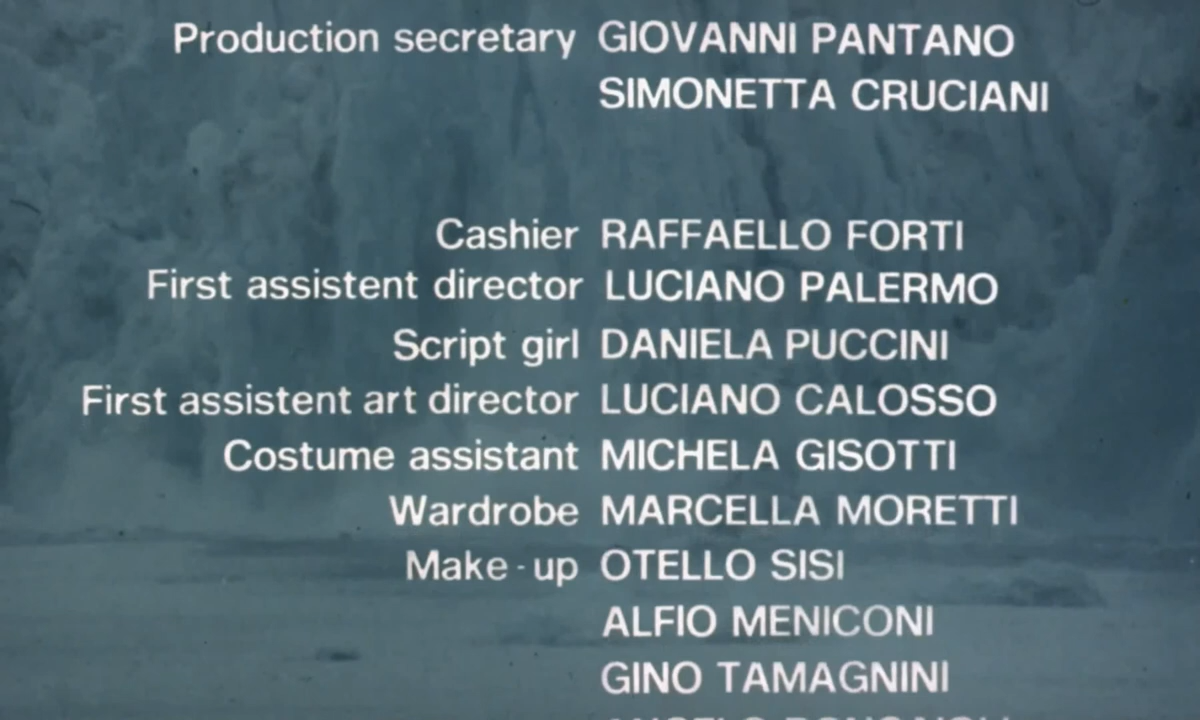 Production secretary GIOVANNI PANTANO
SIMONETTA CRUCIANI
Cashier RAFFAELLO FORTI
First assistent director LUCIANO PALERMO
Script girl DANIELA PUCCINI
First assistent art director LUCIANO CALOSSO
Costume assistant MICHELA GISOTTI
Wardrobe MARCELLA MORETTI
Make-up OTELLO SISI
ALFIO MENICONI
GINO TAMAGNINI